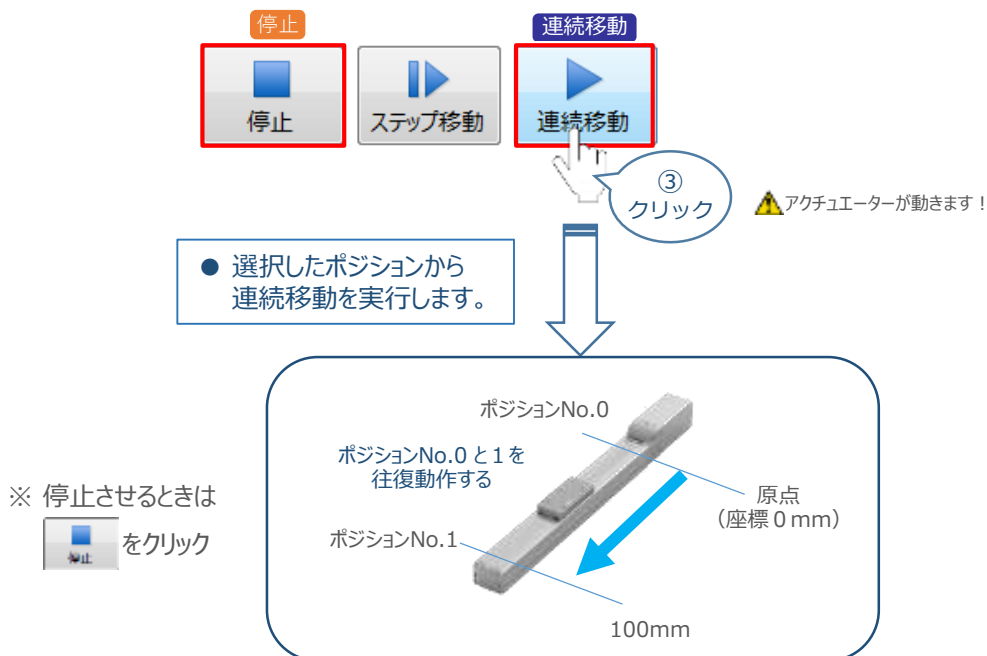 停止
連続移動
停止
ステップ移動
連続移動
③
クリック
アクチュエーターが動きます！
● 選択したポジションから
連続移動を実行します。
ポジションNo.0
ポジションNo.0 と１を
往復動作する
原点
（座標０mm）
ポジションNo.1
100mm
※ 停止させるときは
停止
をクリック